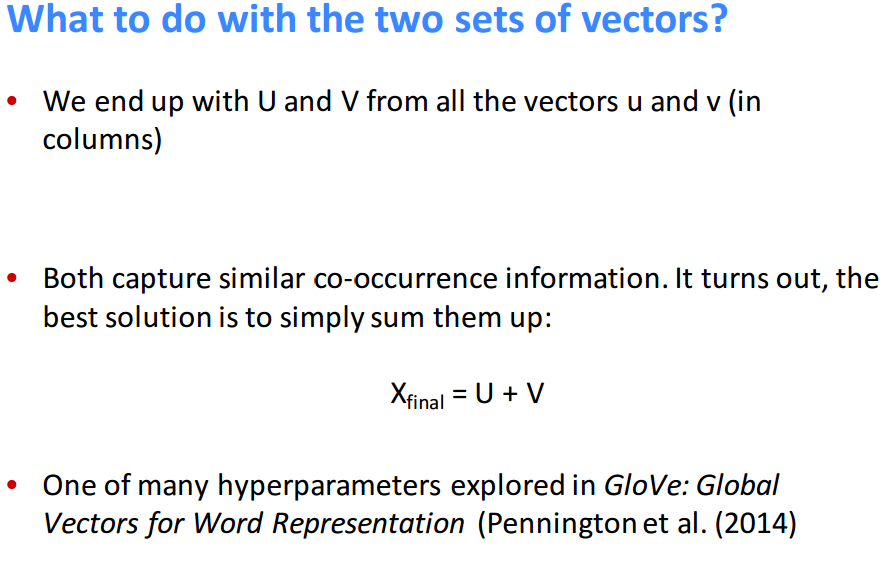 What to do with the two sets of vectors?
• We end up with U and V from all the vectors u and v (in
columns)
• Both capture similar co-occurrence information. It turns out, the
best solution is to simply sum them up:
Xfinal = U + V
• One of many hyperparameters explored in GloVe: Global
Vectors for Word Representation (Pennington et al. (2014)